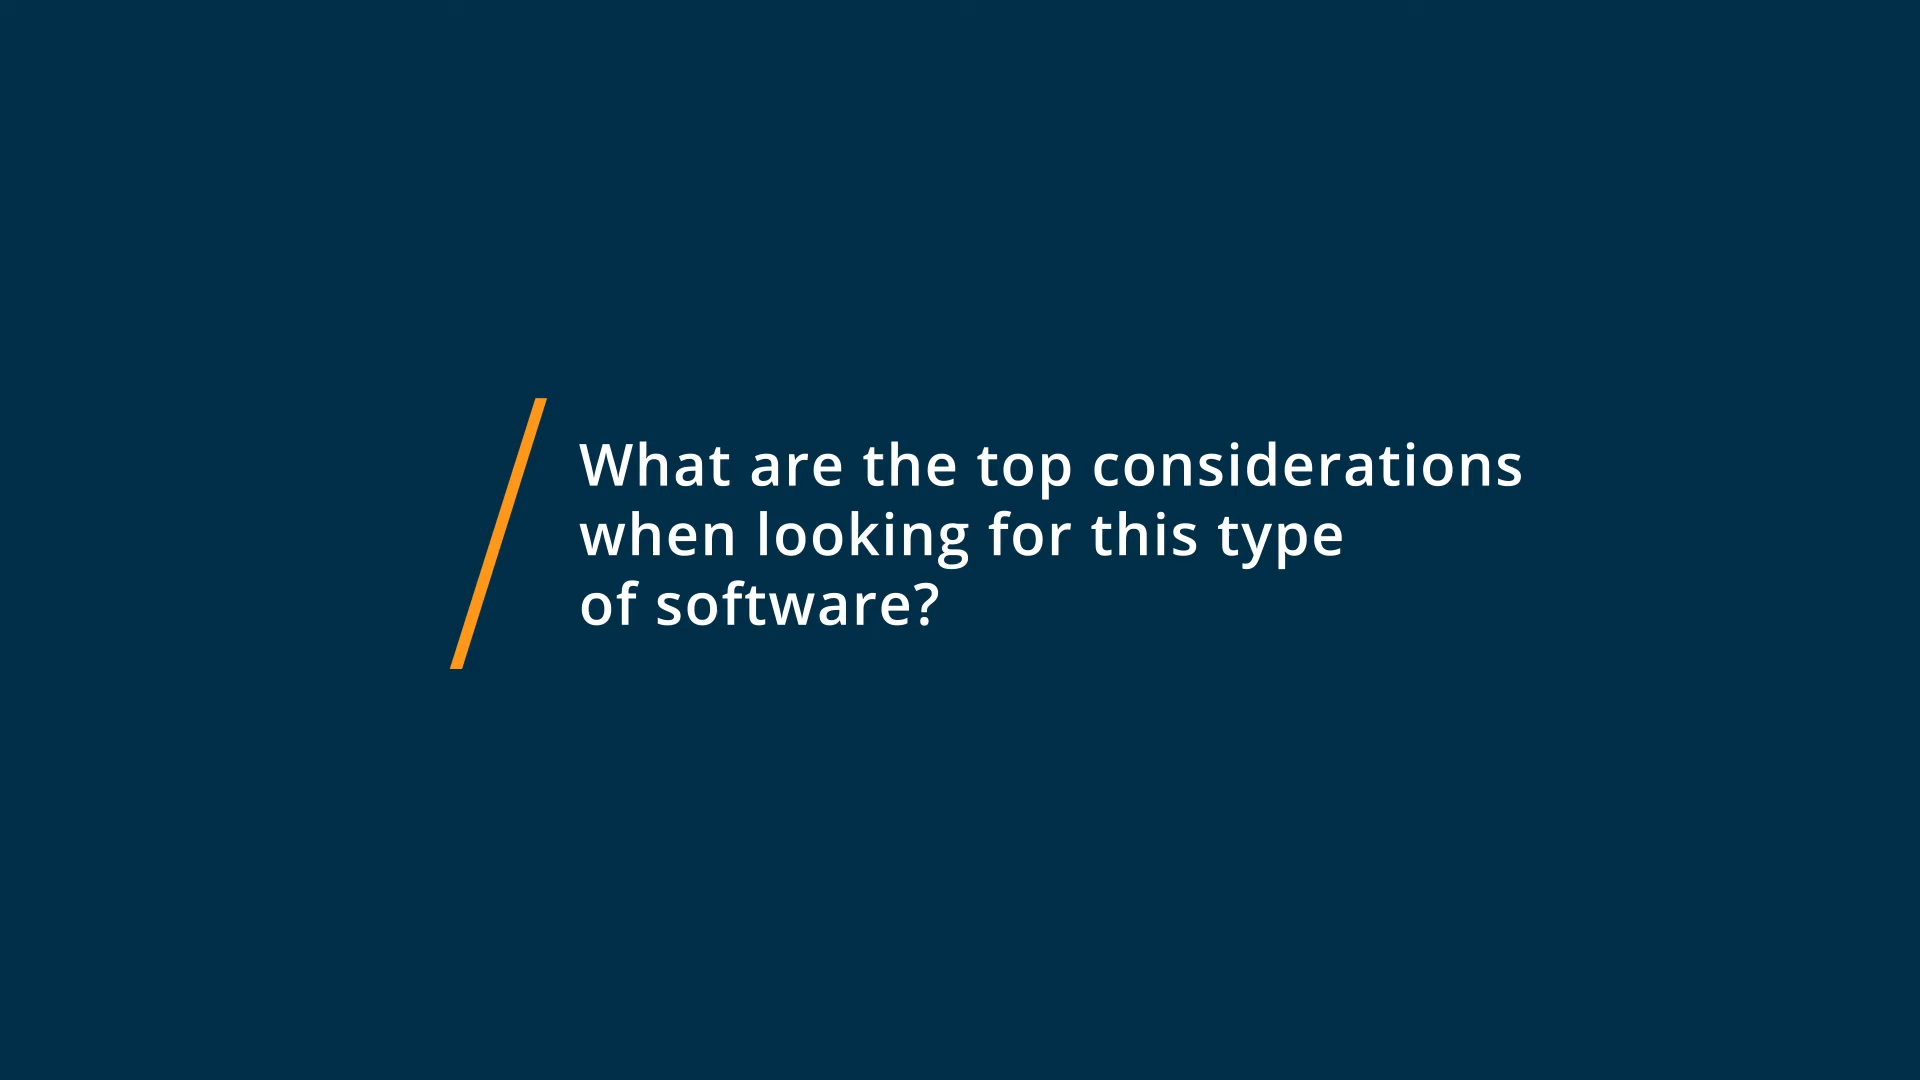 What are the top considerations
when looking for this type
of software?